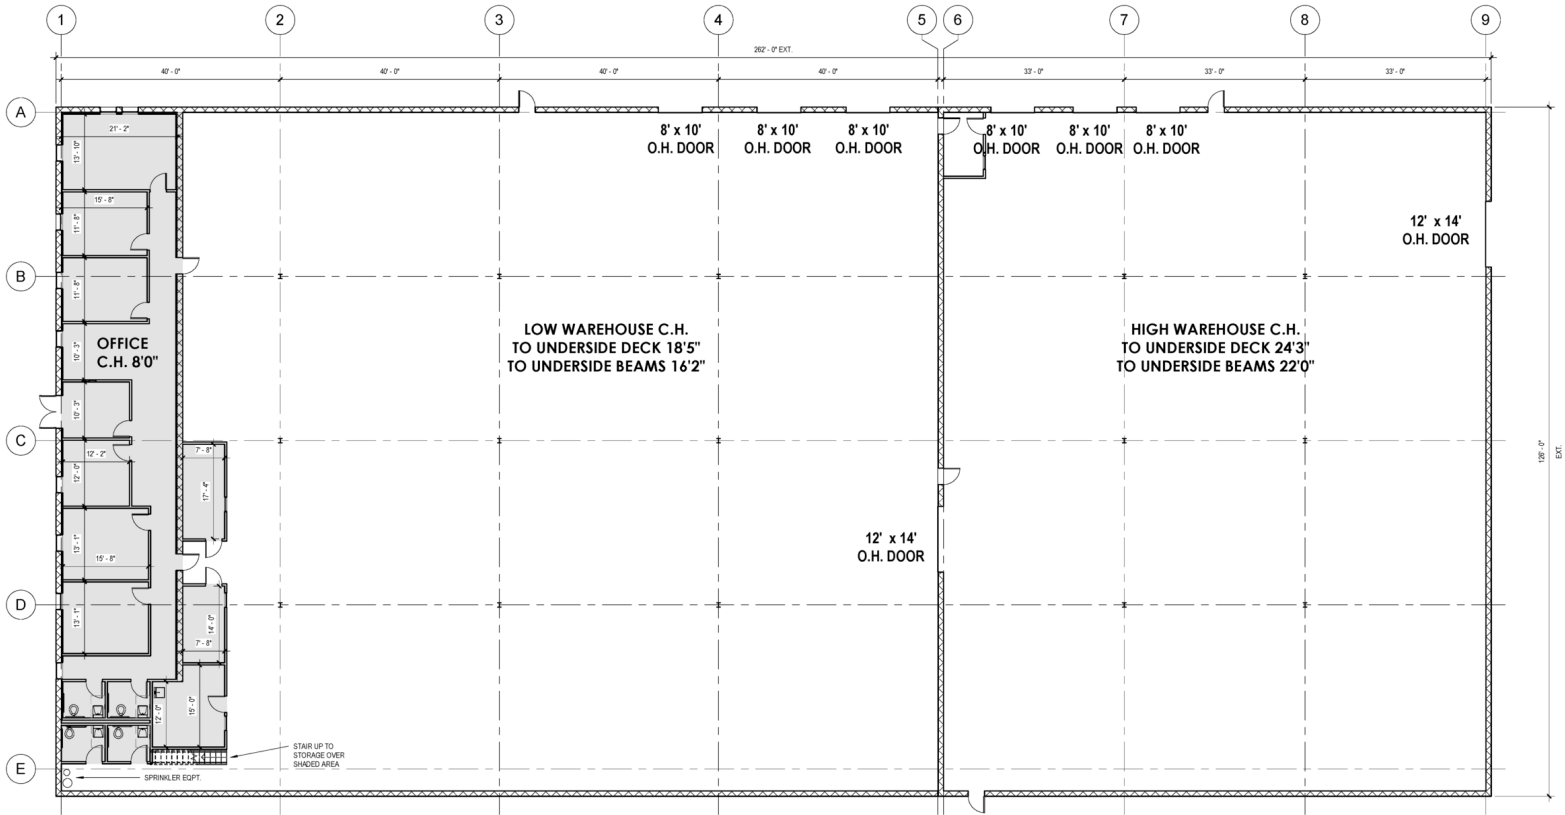 1 2 3 4 5 6 7 8 9
262' - 0" EXT.
40' - 0" 40' - 0" 40' - 0" 40' - 0" 33' - 0" 33' - 0" 33' - 0"
A
21' - 2"
8' x 10' 8' x 10' 8' x 10' 8' x 10' 8' x 10' 8' x 10'
O.H. DOOR O.H. DOOR O.H. DOOR O.H. DOOR O.H. DOOR O.H. DOOR
13' - 10"
15' - 8"
11' - 8"
12' x 14'
O.H. DOOR
B
11' - 8"
OFFICE
C.H. 8'0"
10' - 3"
LOW WAREHOUSE C.H.
TO UNDERSIDE DECK 18'5"
TO UNDERSIDE BEAMS 16'2"
HIGH WAREHOUSE C.H.
TO UNDERSIDE DECK 24'3"
TO UNDERSIDE BEAMS 22'0"
10' - 3"
C
12' - 2"
12' - 0"
7' - 8"
17' - 4"
126' - 0"
EXT.
13' - 1"
15' - 8"
12' x 14'
O.H. DOOR
D
13' - 1"
14' - 0"
7' - 8"
12' - 0"
15' - 0"
STAIR UP TO
STORAGE OVER
SHADED AREA
E
SPRINKLER EQPT.